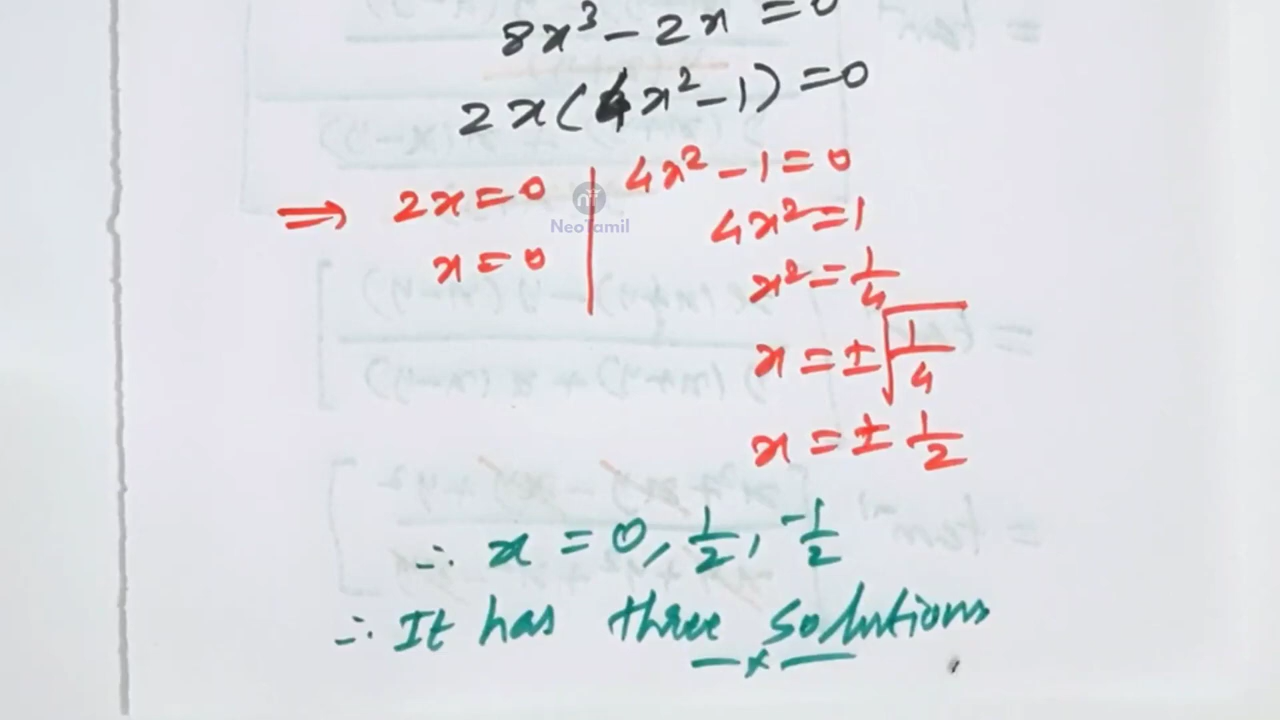 8x³ - 2x = 0
2x(4x² - 1) = 0
⇒ 2x = 0 | 4x² - 1 = 0
x = 0 | 4x² = 1
x² = 1/4
x = ±√(1/4)
x = ± 1/2
∴ x = 0, 1/2, -1/2
∴ It has three solutions
NeoTamil